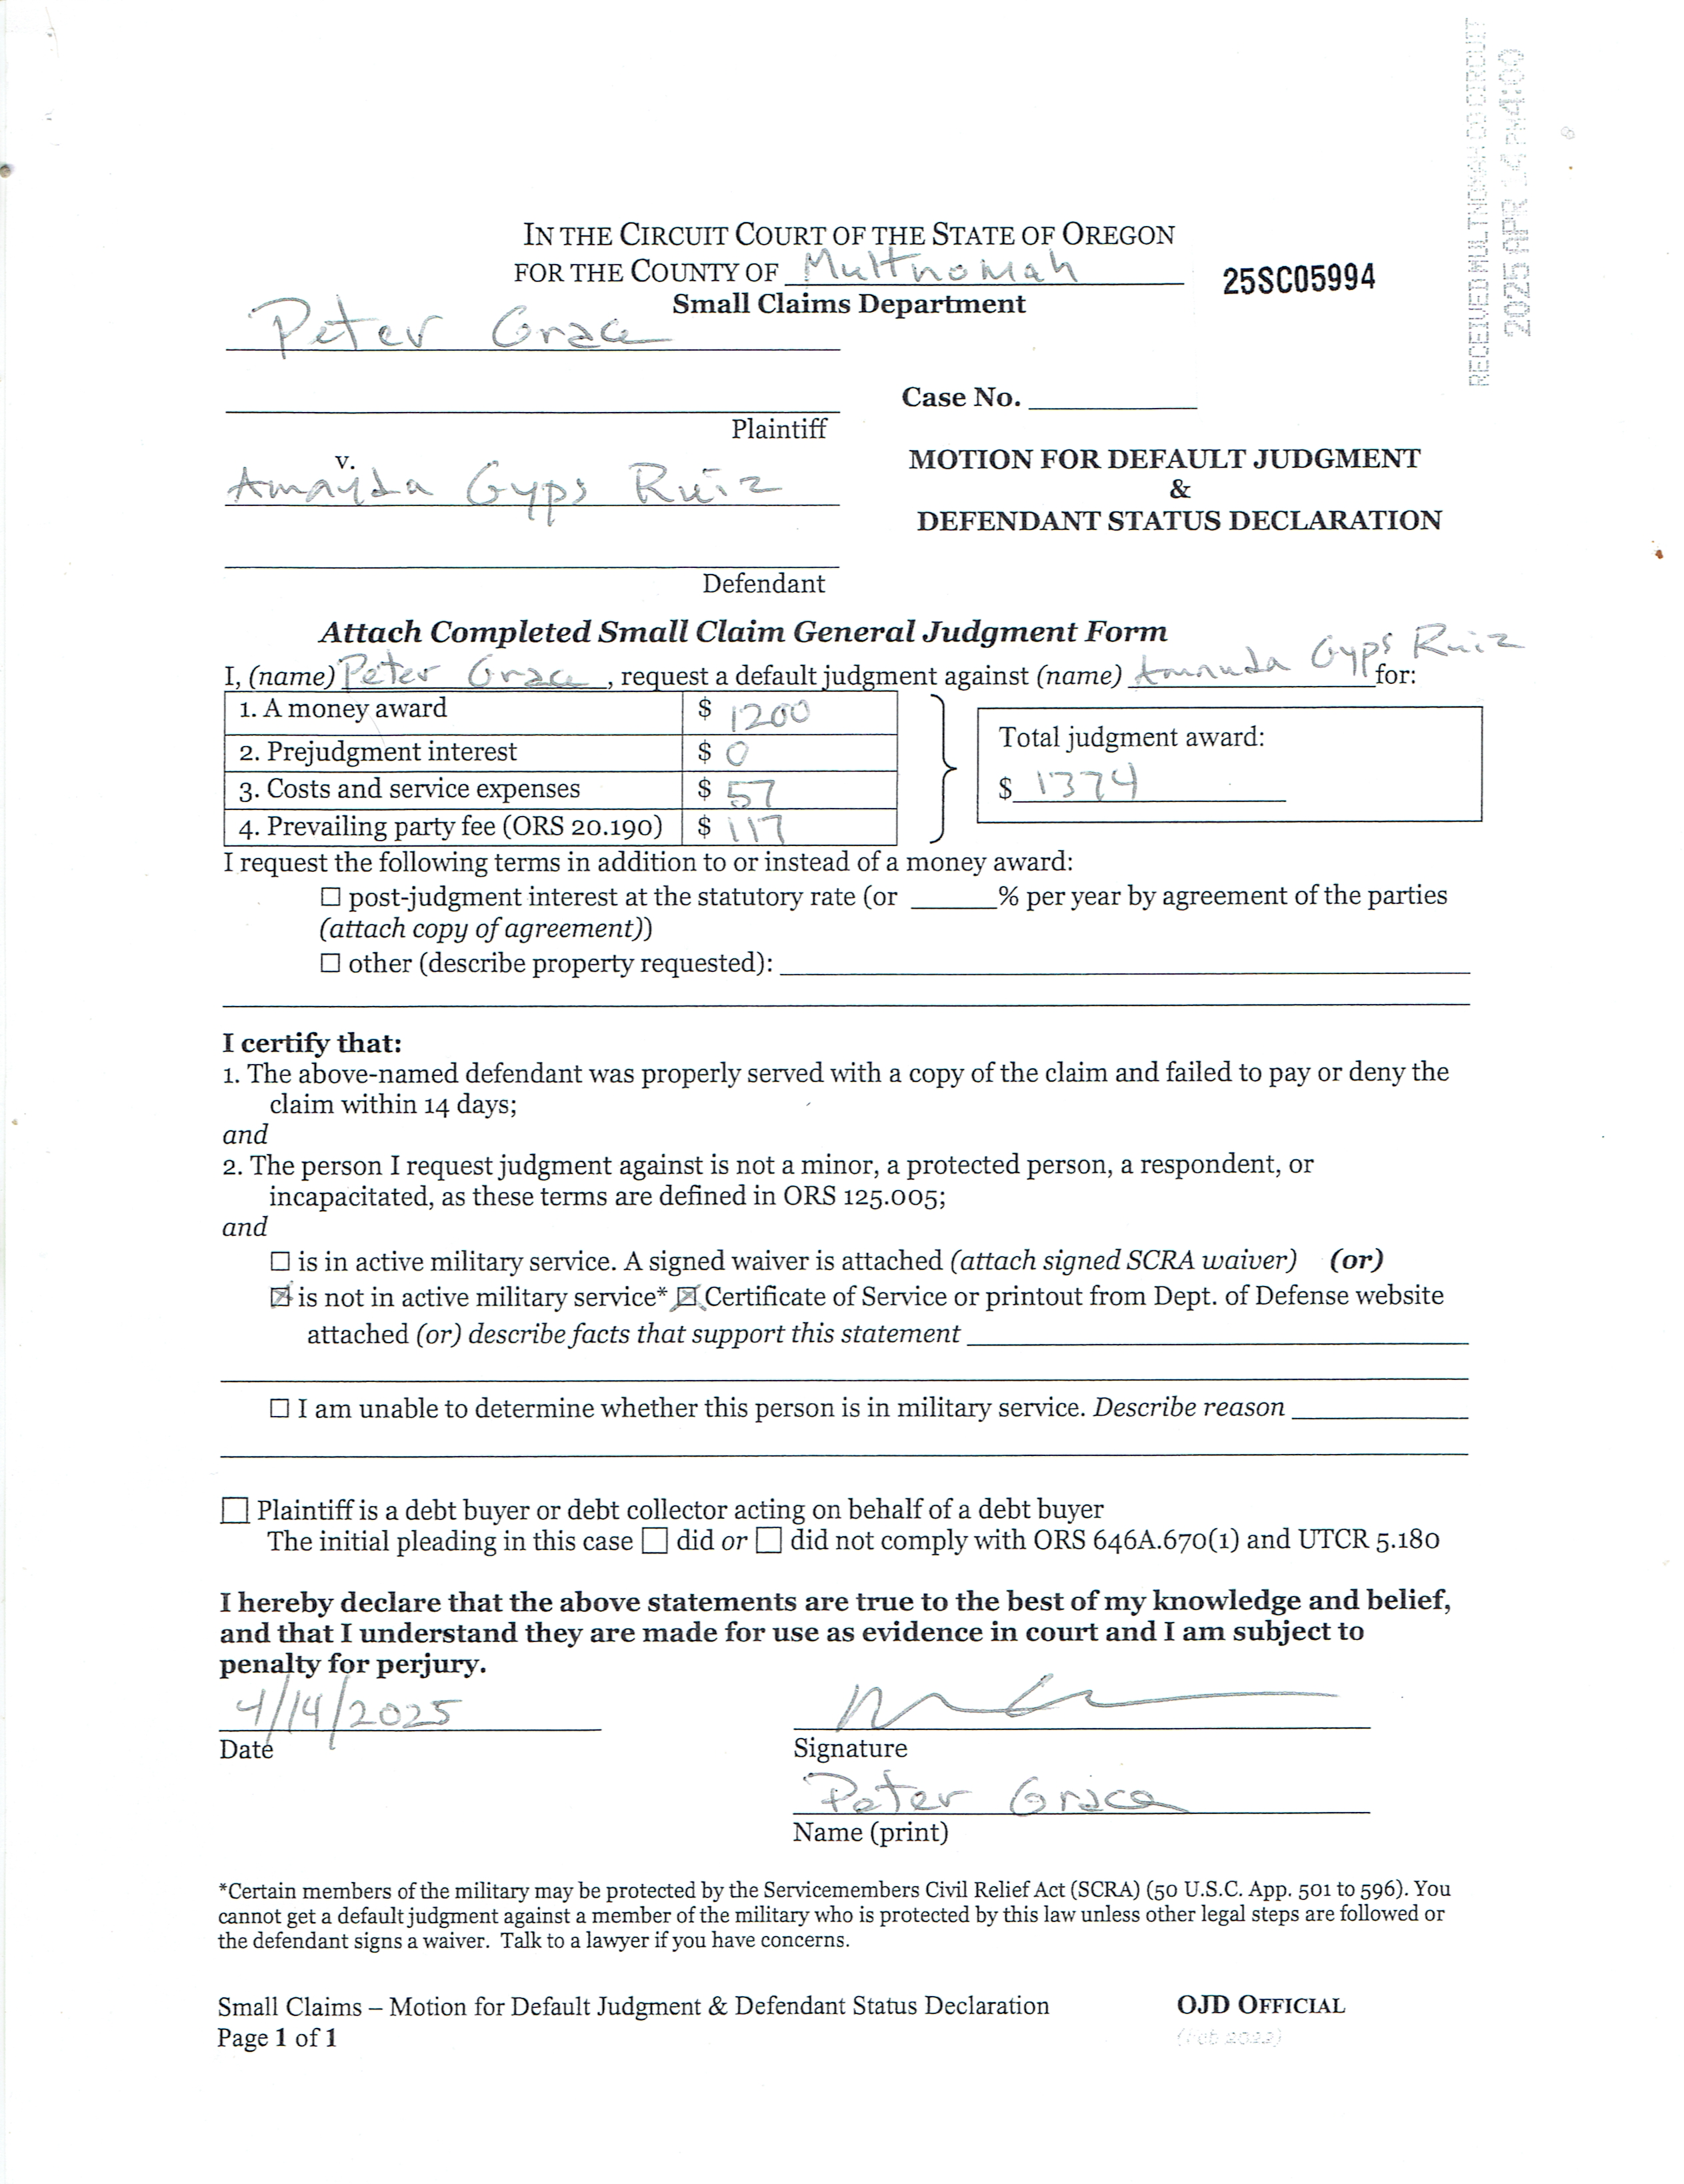 RECEIVED MULTNOMAH CO CIRCUIT
2025 APR 14 PM 4:00
IN THE CIRCUIT COURT OF THE STATE OF OREGON
FOR THE COUNTY OF Multnomah
25SC05994
Small Claims Department
Peter Grace
Case No.
Plaintiff
MOTION FOR DEFAULT JUDGMENT
&
DEFENDANT STATUS DECLARATION
v.
Amanda Gyps Ruiz
Defendant
Attach Completed Small Claim General Judgment Form
I, (name) Peter Grace, request a default judgment against (name) Amanda Gyps Ruiz for:
1. A money award $ 1200
2. Prejudgment interest $ 0
3. Costs and service expenses $ 57
4. Prevailing party fee (ORS 20.190) $ 117
Total judgment award:
$ 1374
I request the following terms in addition to or instead of a money award:
☐ post-judgment interest at the statutory rate (or ______% per year by agreement of the parties
(attach copy of agreement))
☐ other (describe property requested):
I certify that:
1. The above-named defendant was properly served with a copy of the claim and failed to pay or deny the
claim within 14 days;
and
2. The person I request judgment against is not a minor, a protected person, a respondent, or
incapacitated, as these terms are defined in ORS 125.005;
and
☐ is in active military service. A signed waiver is attached (attach signed SCRA waiver) (or)
☒ is not in active military service* ☒ Certificate of Service or printout from Dept. of Defense website
attached (or) describe facts that support this statement
☐ I am unable to determine whether this person is in military service. Describe reason
☐ Plaintiff is a debt buyer or debt collector acting on behalf of a debt buyer
The initial pleading in this case ☐ did or ☐ did not comply with ORS 646A.670(1) and UTCR 5.180
I hereby declare that the above statements are true to the best of my knowledge and belief,
and that I understand they are made for use as evidence in court and I am subject to
penalty for perjury.
4/14/2025
Date
Signature
Peter Grace
Name (print)
*Certain members of the military may be protected by the Servicemembers Civil Relief Act (SCRA) (50 U.S.C. App. 501 to 596). You
cannot get a default judgment against a member of the military who is protected by this law unless other legal steps are followed or
the defendant signs a waiver. Talk to a lawyer if you have concerns.
Small Claims – Motion for Default Judgment & Defendant Status Declaration
OJD OFFICIAL
Page 1 of 1
(Feb 2022)